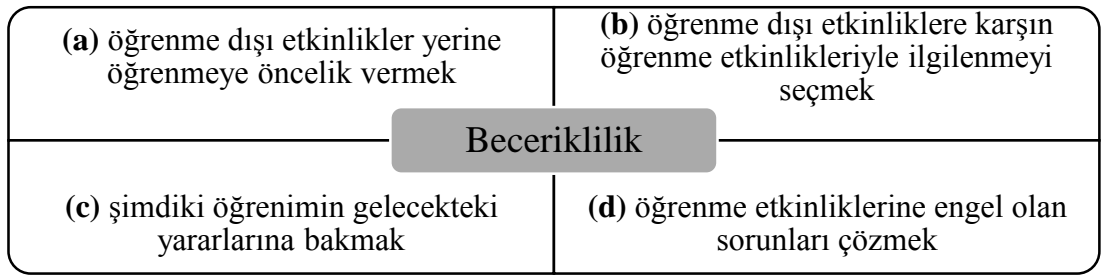 (a) öğrenme dışı etkinlikler yerine
öğrenmeye öncelik vermek
(b) öğrenme dışı etkinliklere karşın
öğrenme etkinlikleriyle ilgilenmeyi
seçmek
Beceriklilik
(c) şimdiki öğrenimin gelecekteki
yararlarına bakmak
(d) öğrenme etkinliklerine engel olan
sorunları çözmek